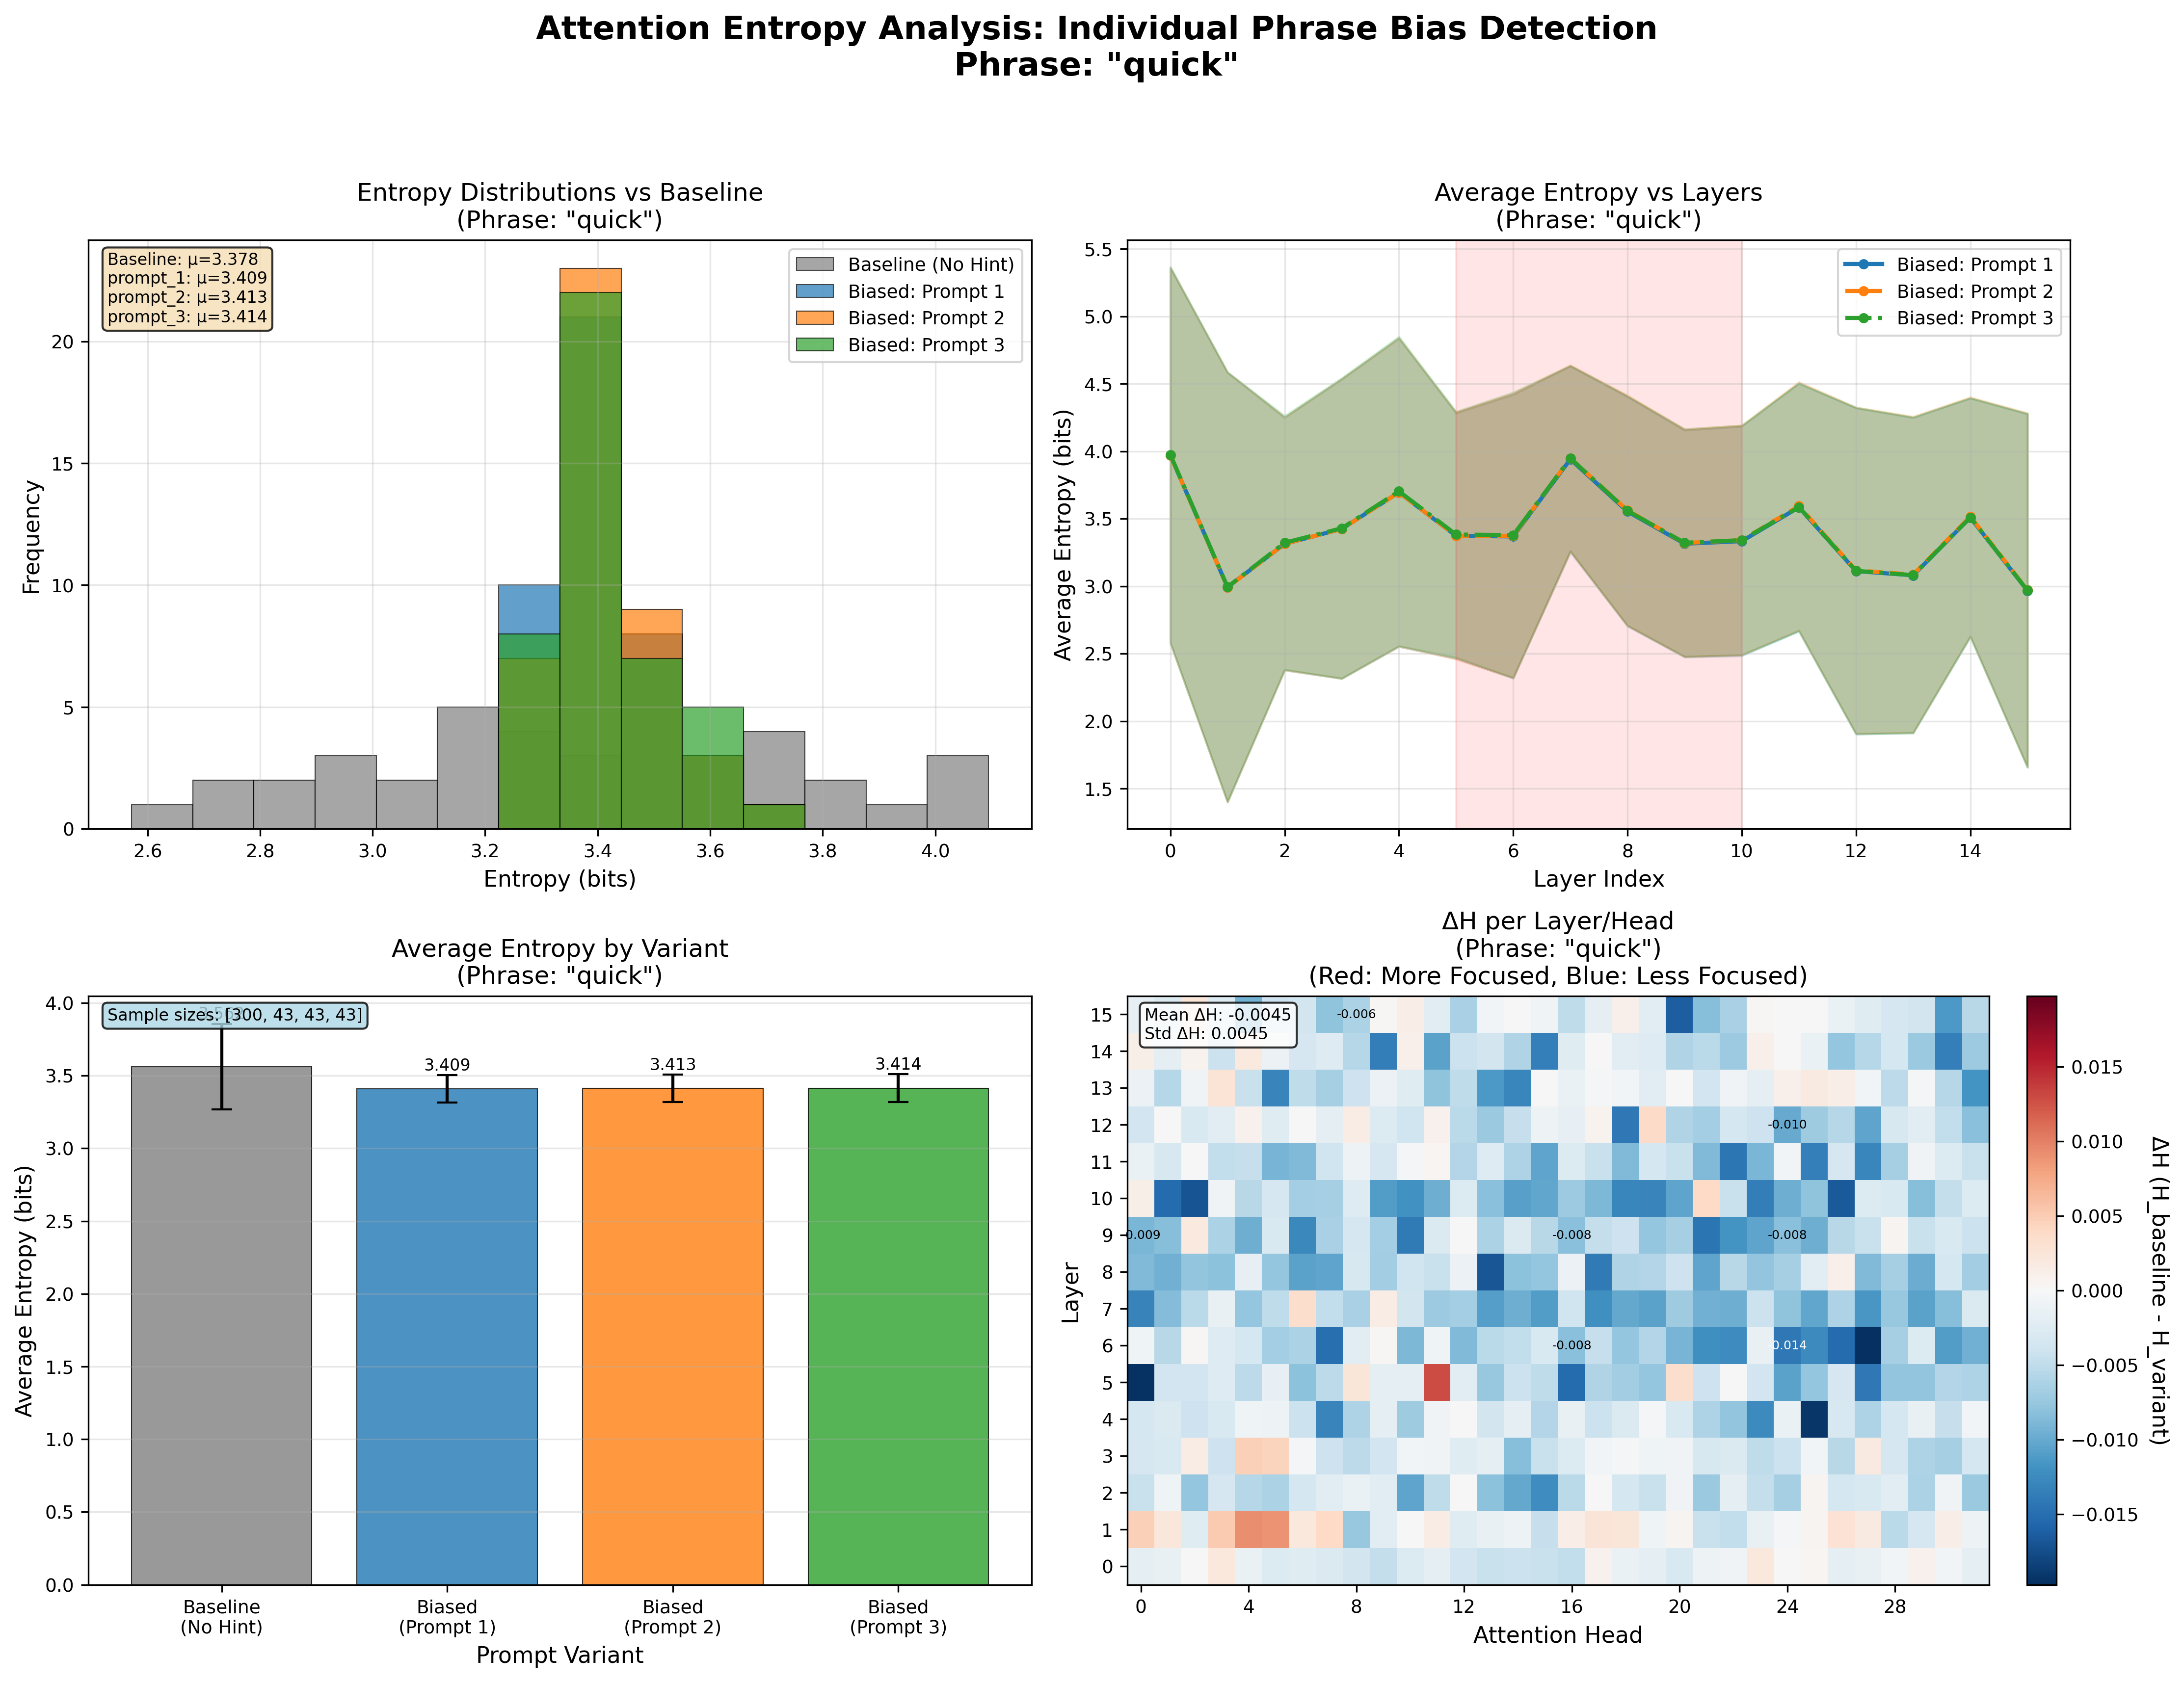 Attention Entropy Analysis: Individual Phrase Bias Detection
Phrase: "quick"
Entropy Distributions vs Baseline
(Phrase: "quick")
Baseline: μ=3.378
prompt_1: μ=3.409
prompt_2: μ=3.413
prompt_3: μ=3.414
Baseline (No Hint)
Biased: Prompt 1
Biased: Prompt 2
Biased: Prompt 3
Frequency
20
15
10
5
0
2.6 2.8 3.0 3.2 3.4 3.6 3.8 4.0
Entropy (bits)
Average Entropy vs Layers
(Phrase: "quick")
Biased: Prompt 1
Biased: Prompt 2
Biased: Prompt 3
Average Entropy (bits)
5.5
5.0
4.5
4.0
3.5
3.0
2.5
2.0
1.5
0 2 4 6 8 10 12 14
Layer Index
Average Entropy by Variant
(Phrase: "quick")
Sample sizes: [300, 43, 43, 43]
3.409 3.413 3.414
Average Entropy (bits)
4.0
3.5
3.0
2.5
2.0
1.5
1.0
0.5
0.0
Baseline
(No Hint)
Biased
(Prompt 1)
Biased
(Prompt 2)
Biased
(Prompt 3)
Prompt Variant
ΔH per Layer/Head
(Phrase: "quick")
(Red: More Focused, Blue: Less Focused)
Mean ΔH: -0.0045
Std ΔH: 0.0045
-0.006
-0.010
0.009 -0.008 -0.008
-0.008 0.014
Layer
15
14
13
12
11
10
9
8
7
6
5
4
3
2
1
0
0 4 8 12 16 20 24 28
Attention Head
0.015
0.010
0.005
0.000
−0.005
−0.010
−0.015
ΔH (H_baseline - H_variant)